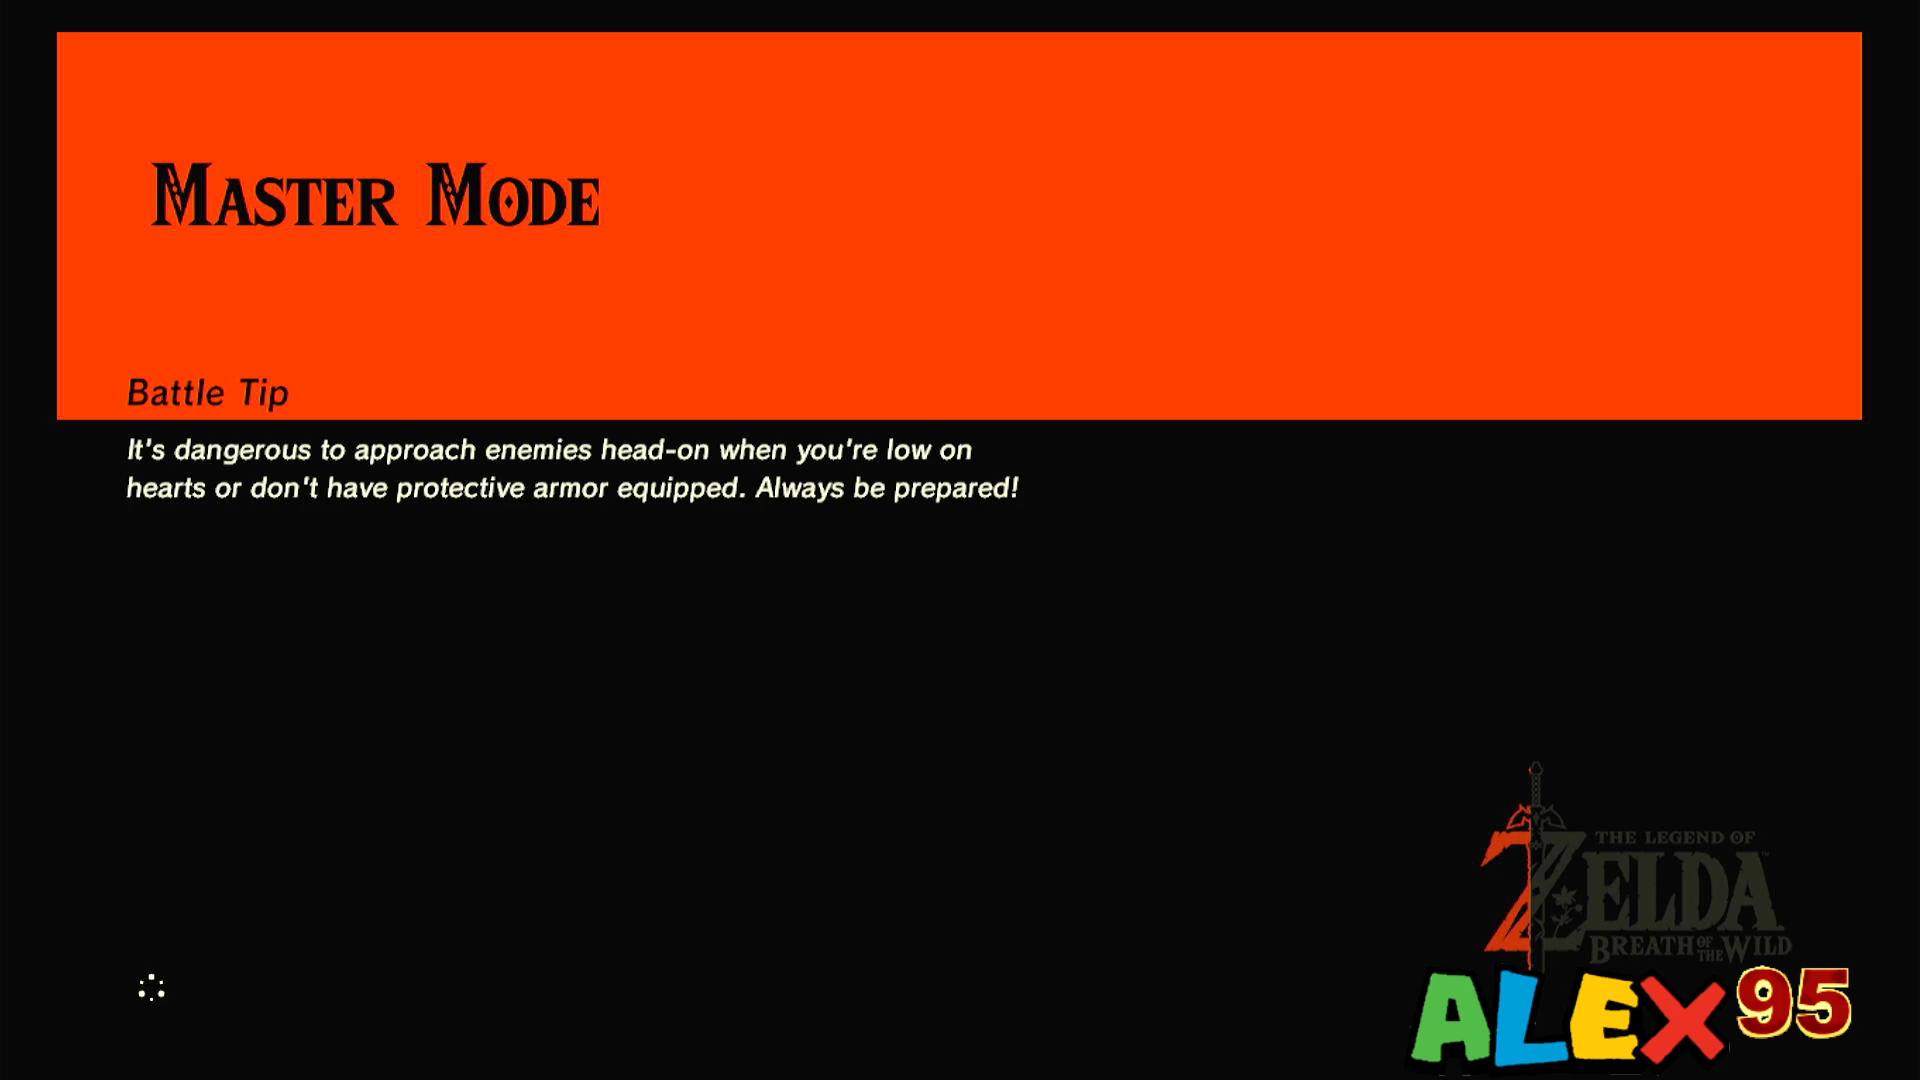 Master Mode
Battle Tip
It's dangerous to approach enemies head-on when you're low on
hearts or don't have protective armor equipped. Always be prepared!
THE LEGEND OF
ZELDA
BREATH OF THE WILD
ALEX 95